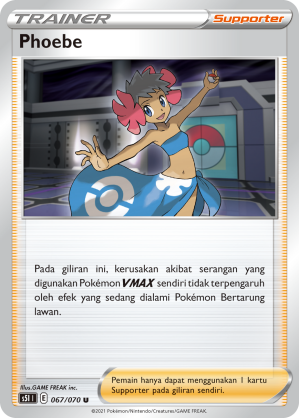 TRAINER Supporter
Phoebe
Pada giliran ini, kerusakan akibat serangan yang
digunakan Pokémon VMAX sendiri tidak terpengaruh
oleh efek yang sedang dialami Pokémon Bertarung
lawan.
Illus.GAME FREAK inc.
s5I I E 067/070 U
Pemain hanya dapat menggunakan 1 kartu
Supporter pada giliran sendiri.
©2021 Pokémon/Nintendo/Creatures/GAME FREAK.